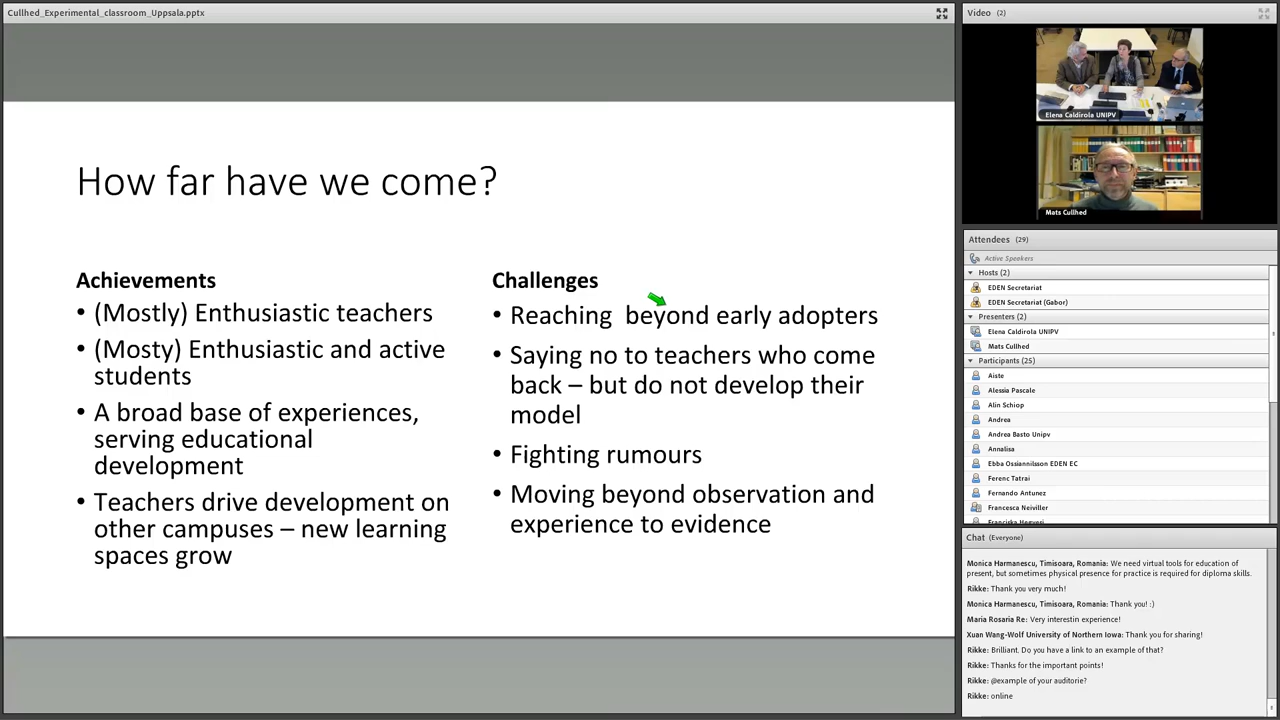 Cullhed_Experimental_classroom_Uppsala.pptx
How far have we come?
Achievements
• (Mostly) Enthusiastic teachers
• (Mosty) Enthusiastic and active
students
• A broad base of experiences,
serving educational
development
• Teachers drive development on
other campuses – new learning
spaces grow
Challenges
• Reaching  beyond early adopters
• Saying no to teachers who come
back – but do not develop their
model
• Fighting rumours
• Moving beyond observation and
experience to evidence
Video (2)
Elena Caldirola UNIPV
Mats Cullhed
Attendees (29)
Active Speakers
Hosts (2)
EDEN Secretariat
EDEN Secretariat (Gabor)
Presenters (2)
Elena Caldirola UNIPV
Mats Cullhed
Participants (25)
Aiste
Alessia Pascale
Alin Schiop
Andrea
Andrea Basto Unipv
Annalisa
Ebba Ossiannilsson EDEN EC
Ferenc Tatrai
Fernando Antunez
Francesca Neiviller
Franciska Hegyesi
Chat (Everyone)
Monica Harmanescu, Timisoara, Romania: We need virtual tools for education of
present, but sometimes physical presence for practice is required for diploma skills.
Rikke: Thank you very much!
Monica Harmanescu, Timisoara, Romania: Thank you! :)
Maria Rosaria Re: Very interestin experience!
Xuan Wang-Wolf University of Northern Iowa: Thank you for sharing!
Rikke: Brilliant. Do you have a link to an example of that?
Rikke: Thanks for the important points!
Rikke: @example of your auditorie?
Rikke: online